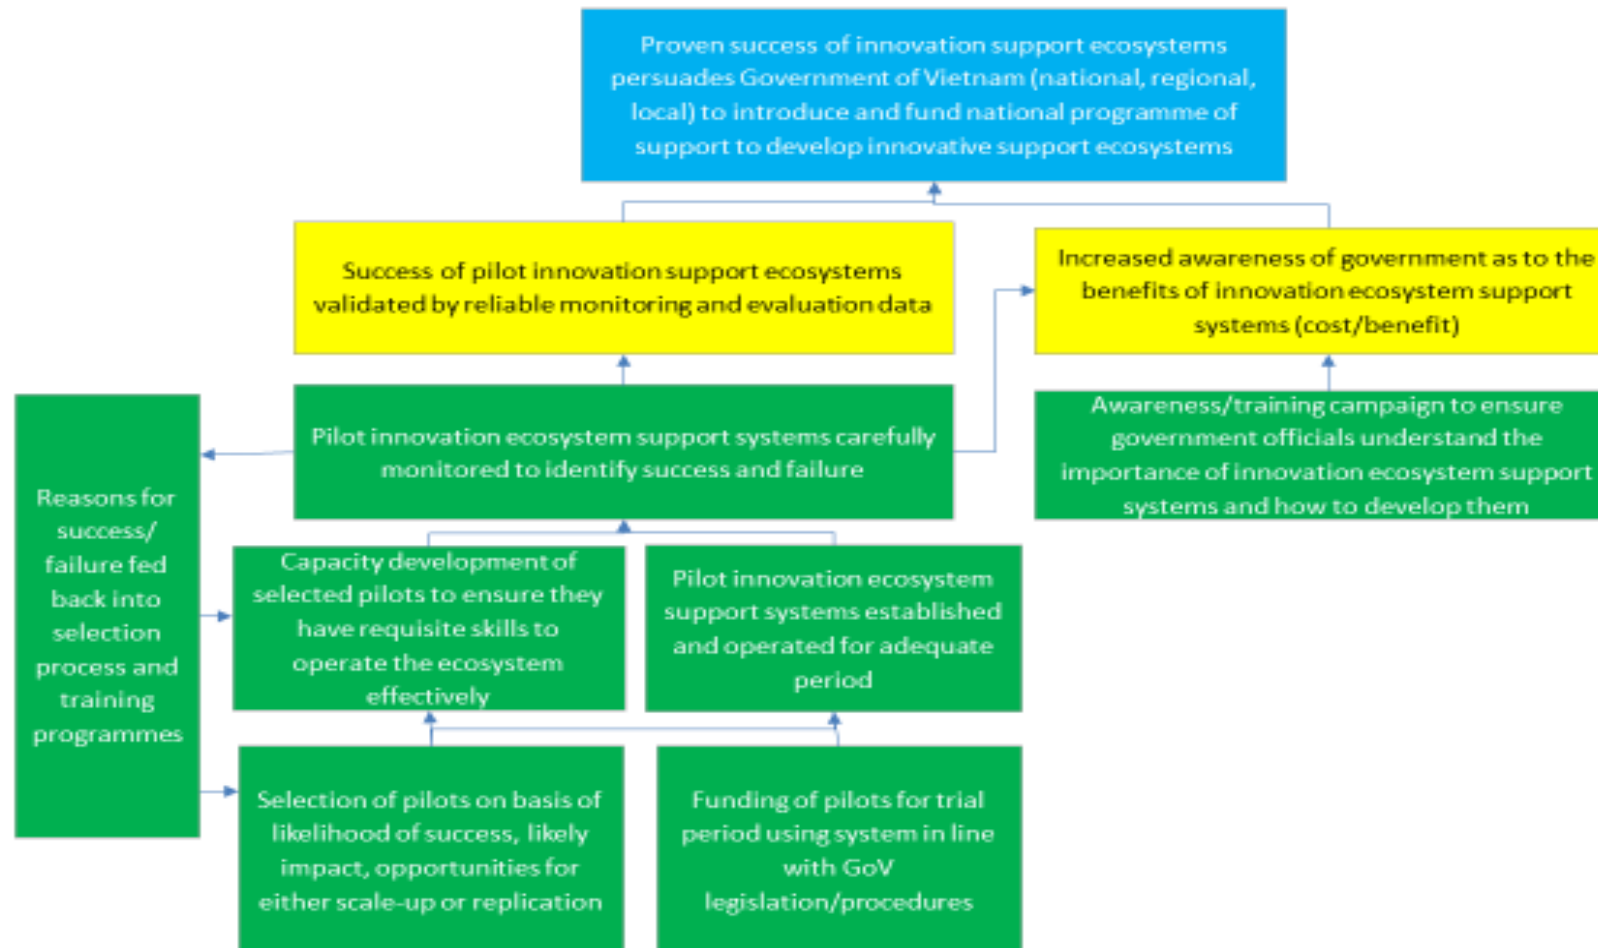 Proven success of innovation support ecosystems
persuades Government of Vietnam (national, regional,
local) to introduce and fund national programme of
support to develop innovative support ecosystems
Success of pilot innovation support ecosystems
validated by reliable monitoring and evaluation data
Increased awareness of government as to the
benefits of innovation ecosystem support
systems (cost/benefit)
Pilot innovation ecosystem support systems carefully
monitored to identify success and failure
Awareness/training campaign to ensure
government officials understand the
importance of innovation ecosystem support
systems and how to develop them
Reasons for
success/
failure fed
back into
selection
process and
training
programmes
Capacity development of
selected pilots to ensure they
have requisite skills to
operate the ecosystem
effectively
Pilot innovation ecosystem
support systems established
and operated for adequate
period
Selection of pilots on basis of
likelihood of success, likely
impact, opportunities for
either scale-up or replication
Funding of pilots for trial
period using system in line
with GoV
legislation/procedures